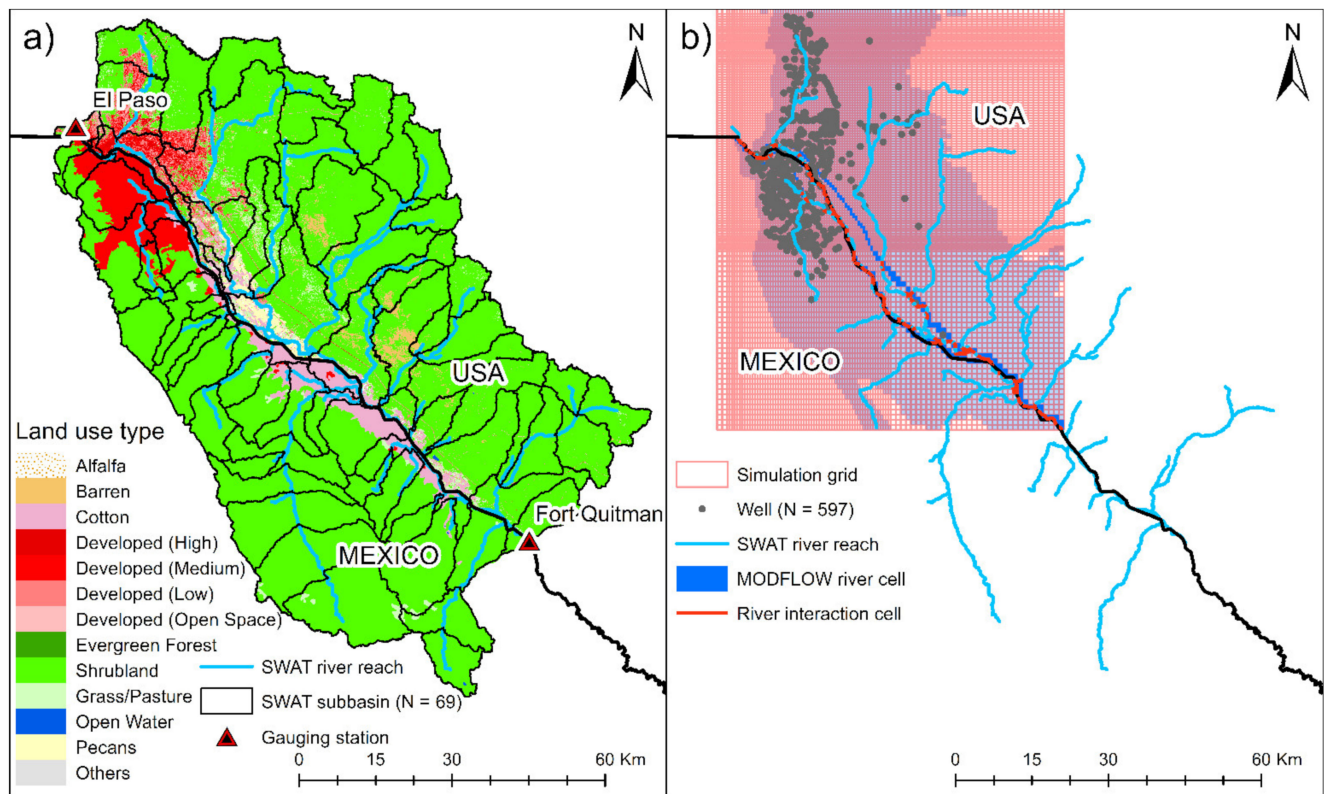 a)
N
El Paso
USA
Fort Quitman
MEXICO
Land use type
Alfalfa
Barren
Cotton
Developed (High)
Developed (Medium)
Developed (Low)
Developed (Open Space)
Evergreen Forest
Shrubland
Grass/Pasture
Open Water
Pecans
Others
SWAT river reach
SWAT subbasin (N = 69)
Gauging station
0 15 30 60 Km
b)
N
USA
MEXICO
Simulation grid
Well (N = 597)
SWAT river reach
MODFLOW river cell
River interaction cell
0 15 30 60 Km